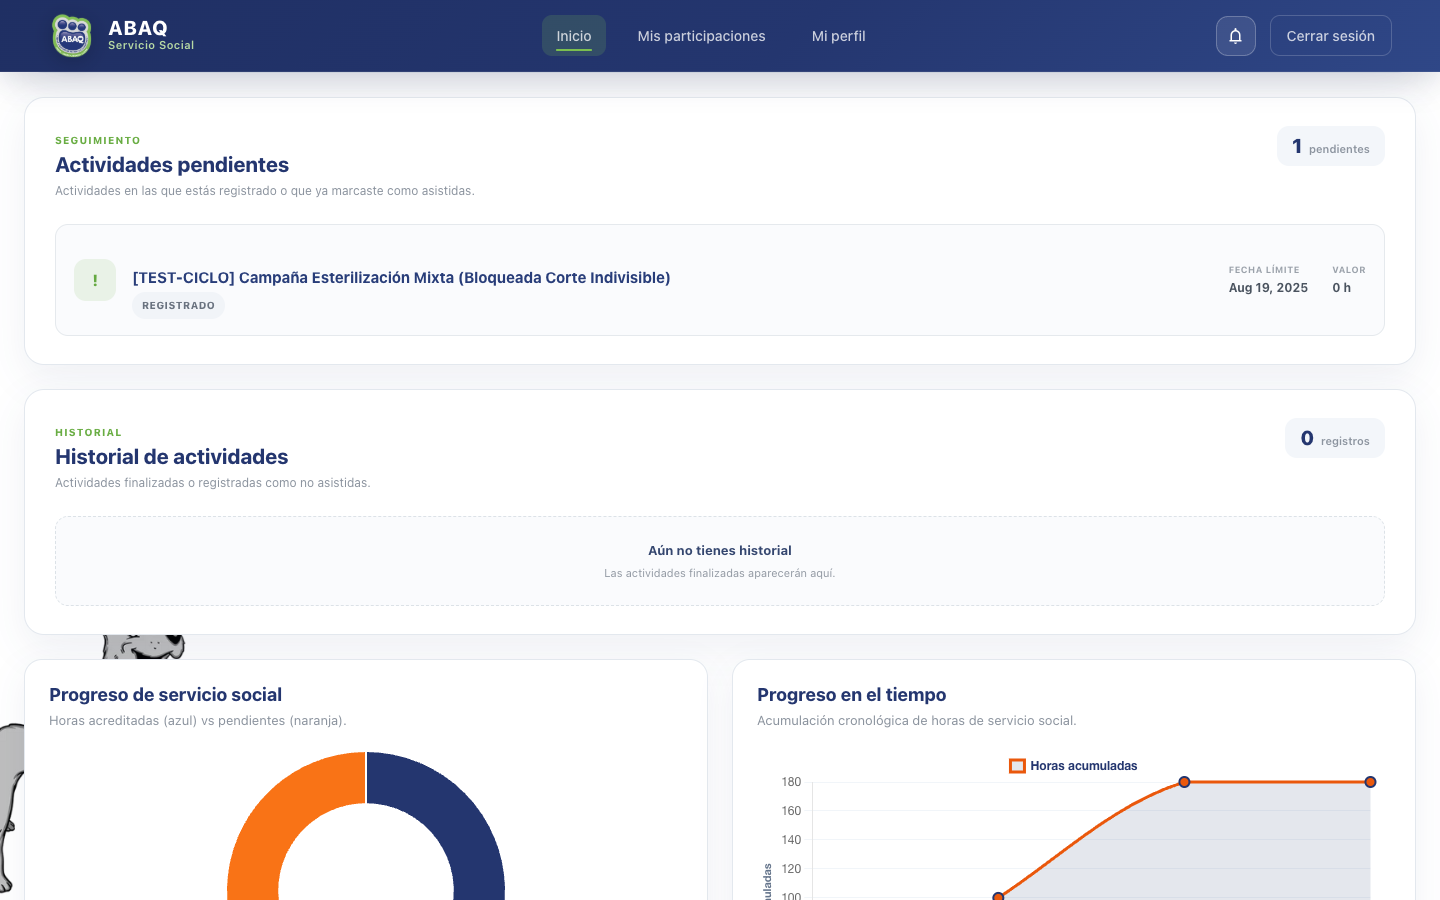 ABAQ
ABAQ
Servicio Social
Inicio
Mis participaciones
Mi perfil
Cerrar sesión
SEGUIMIENTO
Actividades pendientes
Actividades en las que estás registrado o que ya marcaste como asistidas.
1 pendientes
!
[TEST-CICLO] Campaña Esterilización Mixta (Bloqueada Corte Indivisible)
REGISTRADO
FECHA LÍMITE
Aug 19, 2025
VALOR
0 h
HISTORIAL
Historial de actividades
Actividades finalizadas o registradas como no asistidas.
0 registros
Aún no tienes historial
Las actividades finalizadas aparecerán aquí.
Progreso de servicio social
Horas acreditadas (azul) vs pendientes (naranja).
Progreso en el tiempo
Acumulación cronológica de horas de servicio social.
Horas acumuladas
180
160
140
120
100